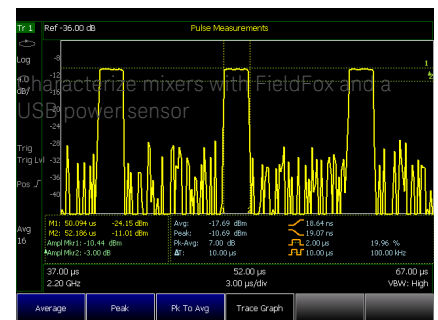 Tr 1 Ref -36.00 dB Pulse Measurements
Log
-8
4.0
dB/
-12
-16
Characterize mixers with FieldFox and a
USB power sensor
-20
-24
-28
Trig
Trig Lvl
-32
-36
Pos
-40
Avg
16
M1: 50.094 us -24.15 dBm
M2: 52.186 us -11.01 dBm
Ampl Mkr1: -10.44 dBm
Ampl Mkr2: -3.00 dB
Avg: -17.69 dBm
Peak: -10.69 dBm
Pk-Avg: 7.00 dB
ΔT: 10.00 µs
18.64 ns
19.07 ns
2.00 µs 19.96 %
10.00 µs 100.00 kHz
37.00 µs 52.00 µs 67.00 µs
2.20 GHz 3.00 µs/div VBW: High
Average Peak Pk To Avg Trace Graph